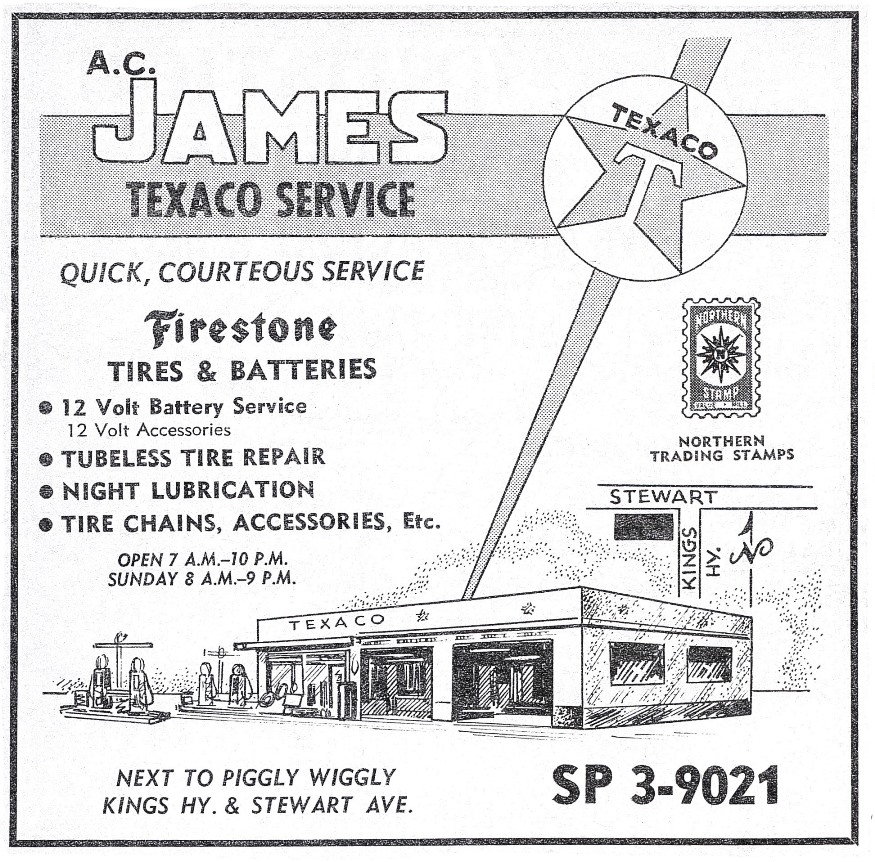 A.C.
JAMES
TEXACO SERVICE
TEXACO
T
QUICK, COURTEOUS SERVICE
Firestone
TIRES & BATTERIES
● 12 Volt Battery Service
12 Volt Accessories
● TUBELESS TIRE REPAIR
● NIGHT LUBRICATION
● TIRE CHAINS, ACCESSORIES, Etc.
OPEN 7 A.M.–10 P.M.
SUNDAY 8 A.M.–9 P.M.
NORTHERN
N
STAMP
VALUE
NORTHERN
TRADING STAMPS
STEWART
KINGS
HY.
N
TEXACO
NEXT TO PIGGLY WIGGLY
KINGS HY. & STEWART AVE.
SP 3-9021